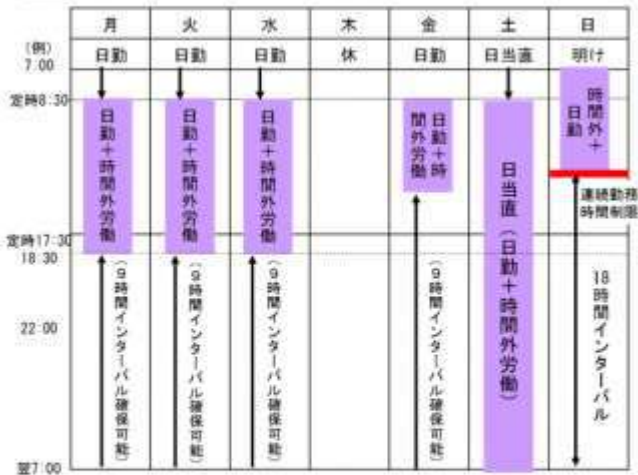 月 火 水 木 金 土 日
(例)
7:00
日勤 日勤 日勤 休 日勤 日当直 明け
定時8:30
日勤＋時間外労働
日勤＋時間外労働
日勤＋時間外労働
日勤＋時
間外労働
日当直（日勤＋時間外労働）
時間外＋
日勤
連続勤務
時間制限
定時17:30
18:30
22:00
翌7:00
（9時間インターバル確保可能）
（9時間インターバル確保可能）
（9時間インターバル確保可能）
（9時間インターバル確保可能）
18時間インターバル